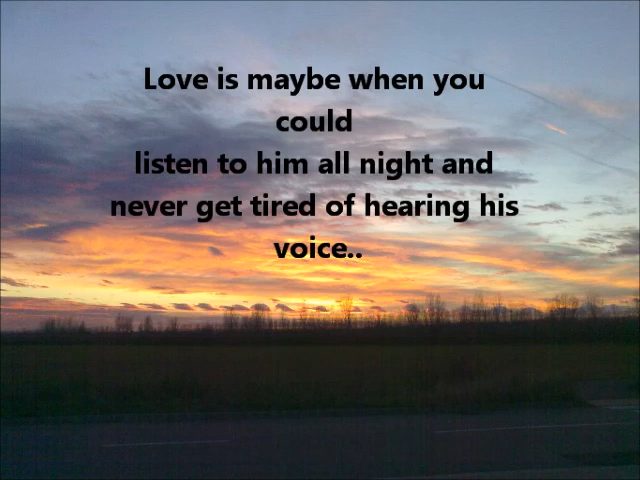 Love is maybe when you
could
listen to him all night and
never get tired of hearing his
voice..